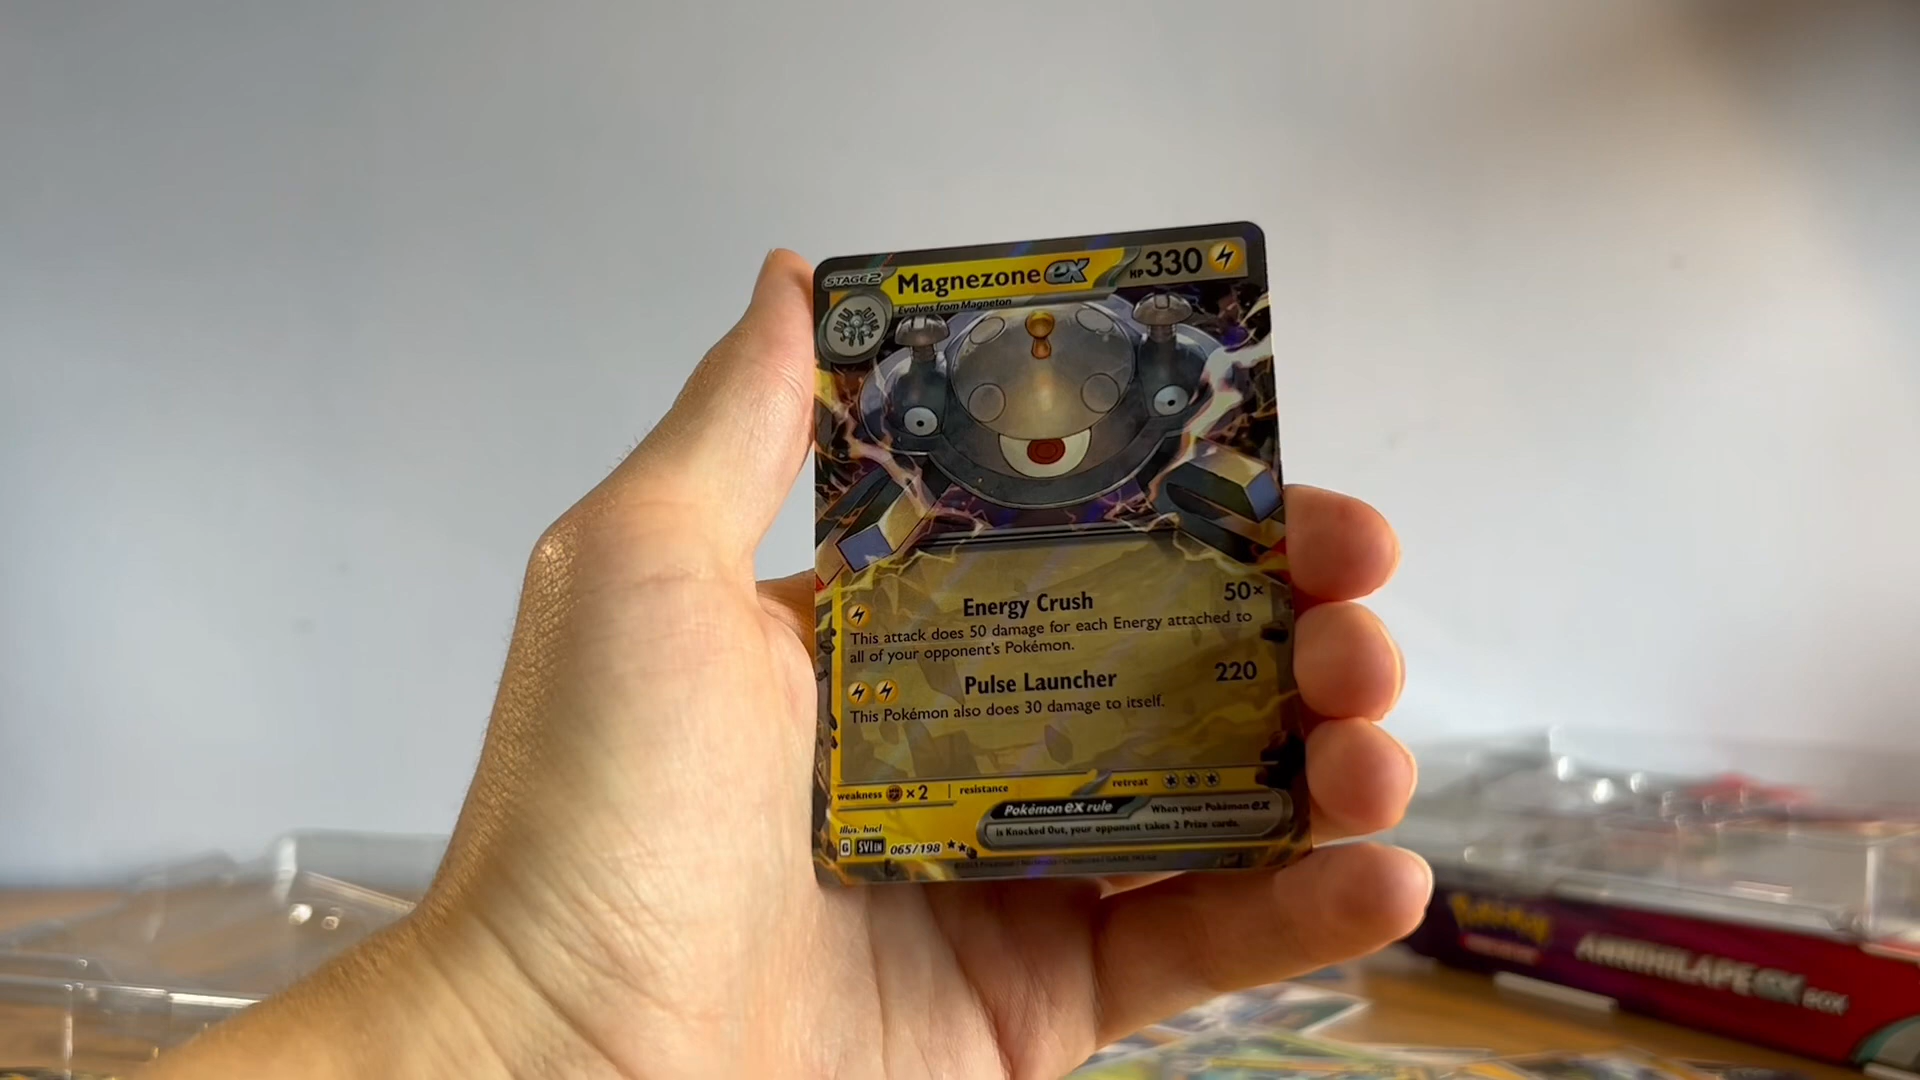 STAGE2 Magnezone ex HP 330
Evolves from Magneton
Energy Crush 50×
This attack does 50 damage for each Energy attached to
all of your opponent's Pokémon.
Pulse Launcher 220
This Pokémon also does 30 damage to itself.
weakness ×2 resistance retreat
Pokémon ex rule When your Pokémon ex
is Knocked Out, your opponent takes 2 Prize cards.
Illus. hncl
G SVI EN 065/198
Pokémon
ANNIHILAPE ex BOX